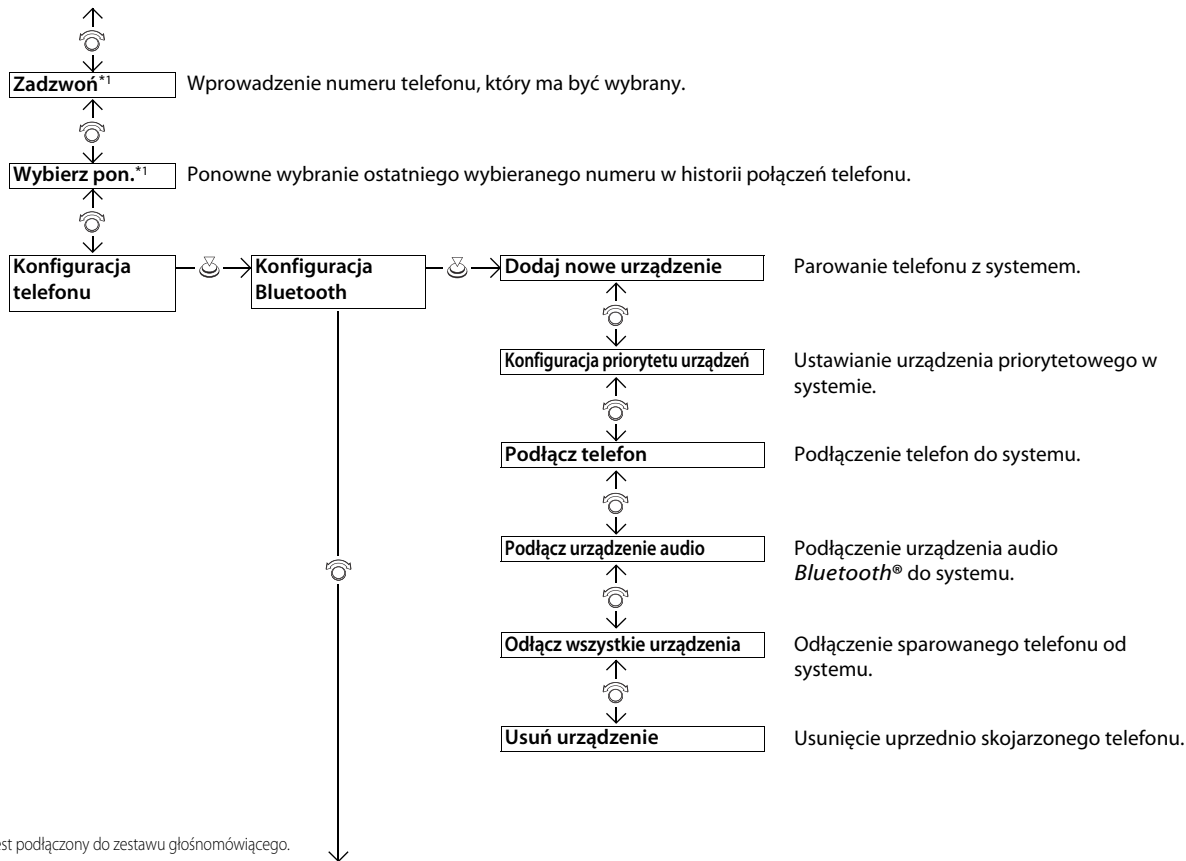 Zadzwoń*1 Wprowadzenie numeru telefonu, który ma być wybrany.
Wybierz pon.*1 Ponowne wybranie ostatniego wybieranego numeru w historii połączeń telefonu.
Konfiguracja
telefonu
Konfiguracja
Bluetooth
Dodaj nowe urządzenie Parowanie telefonu z systemem.
Konfiguracja priorytetu urządzeń Ustawianie urządzenia priorytetowego w
systemie.
Podłącz telefon Podłączenie telefon do systemu.
Podłącz urządzenie audio Podłączenie urządzenia audio
Bluetooth® do systemu.
Odłącz wszystkie urządzenia Odłączenie sparowanego telefonu od
systemu.
Usuń urządzenie Usunięcie uprzednio skojarzonego telefonu.
podłączony do zestawu głośnomówiącego.